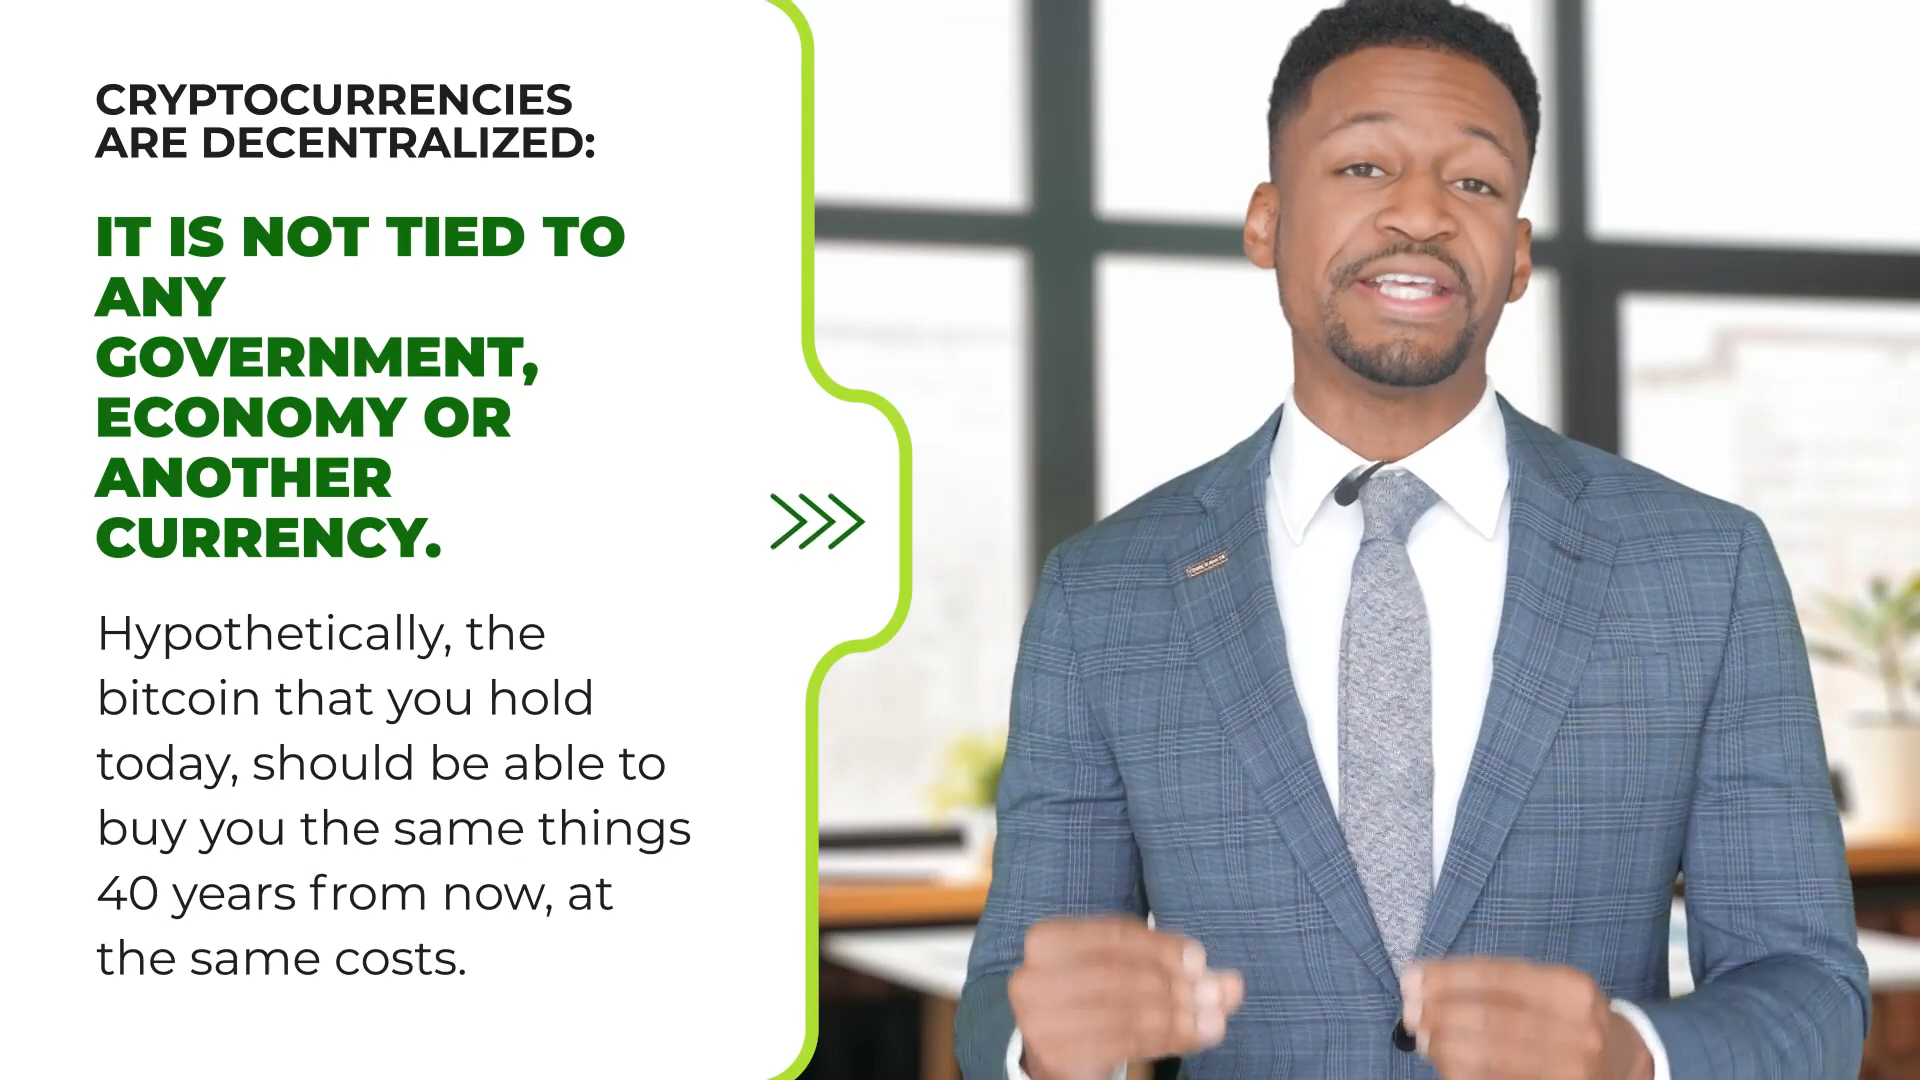 CRYPTOCURRENCIES
ARE DECENTRALIZED:
IT IS NOT TIED TO
ANY
GOVERNMENT,
ECONOMY OR
ANOTHER
CURRENCY.
Hypothetically, the
bitcoin that you hold
today, should be able to
buy you the same things
40 years from now, at
the same costs.